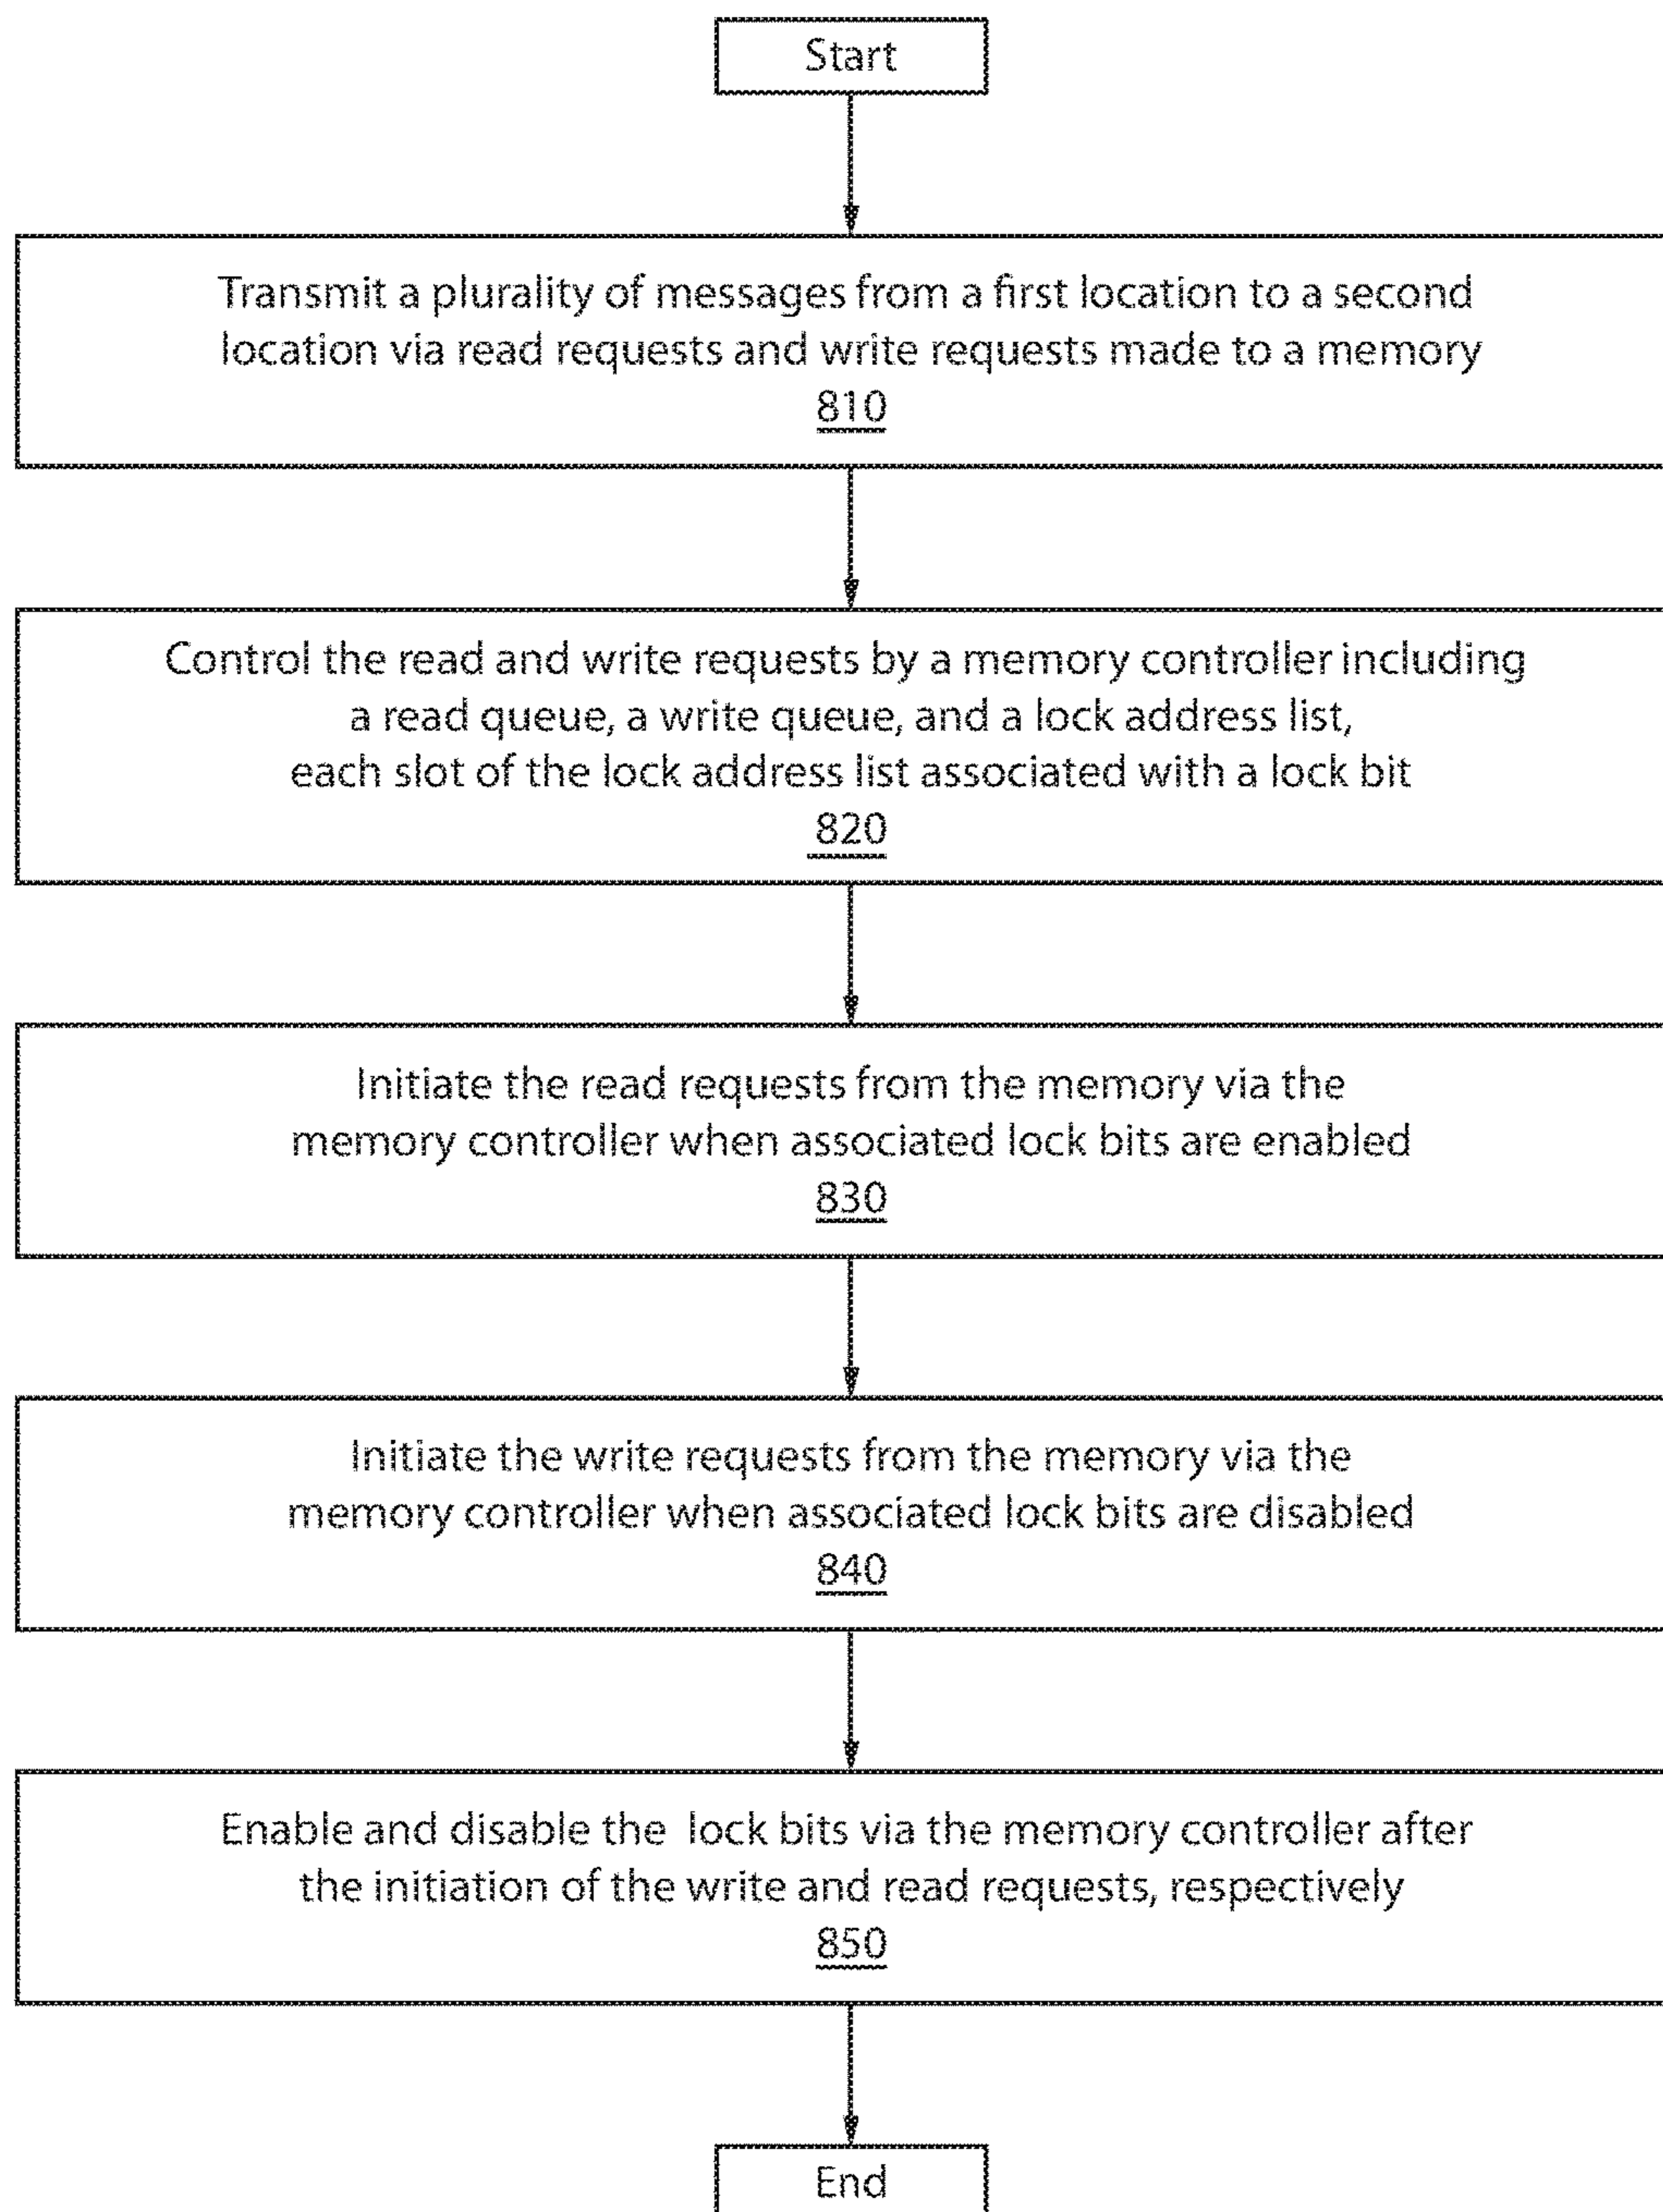 Start
Transmit a plurality of messages from a first location to a second
location via read requests and write requests made to a memory
810
Control the read and write requests by a memory controller including
a read queue, a write queue, and a lock address list,
each slot of the lock address list associated with a lock bit
820
Initiate the read requests from the memory via the
memory controller when associated lock bits are enabled
830
Initiate the write requests from the memory via the
memory controller when associated lock bits are disabled
840
Enable and disable the lock bits via the memory controller after
the initiation of the write and read requests, respectively
850
End